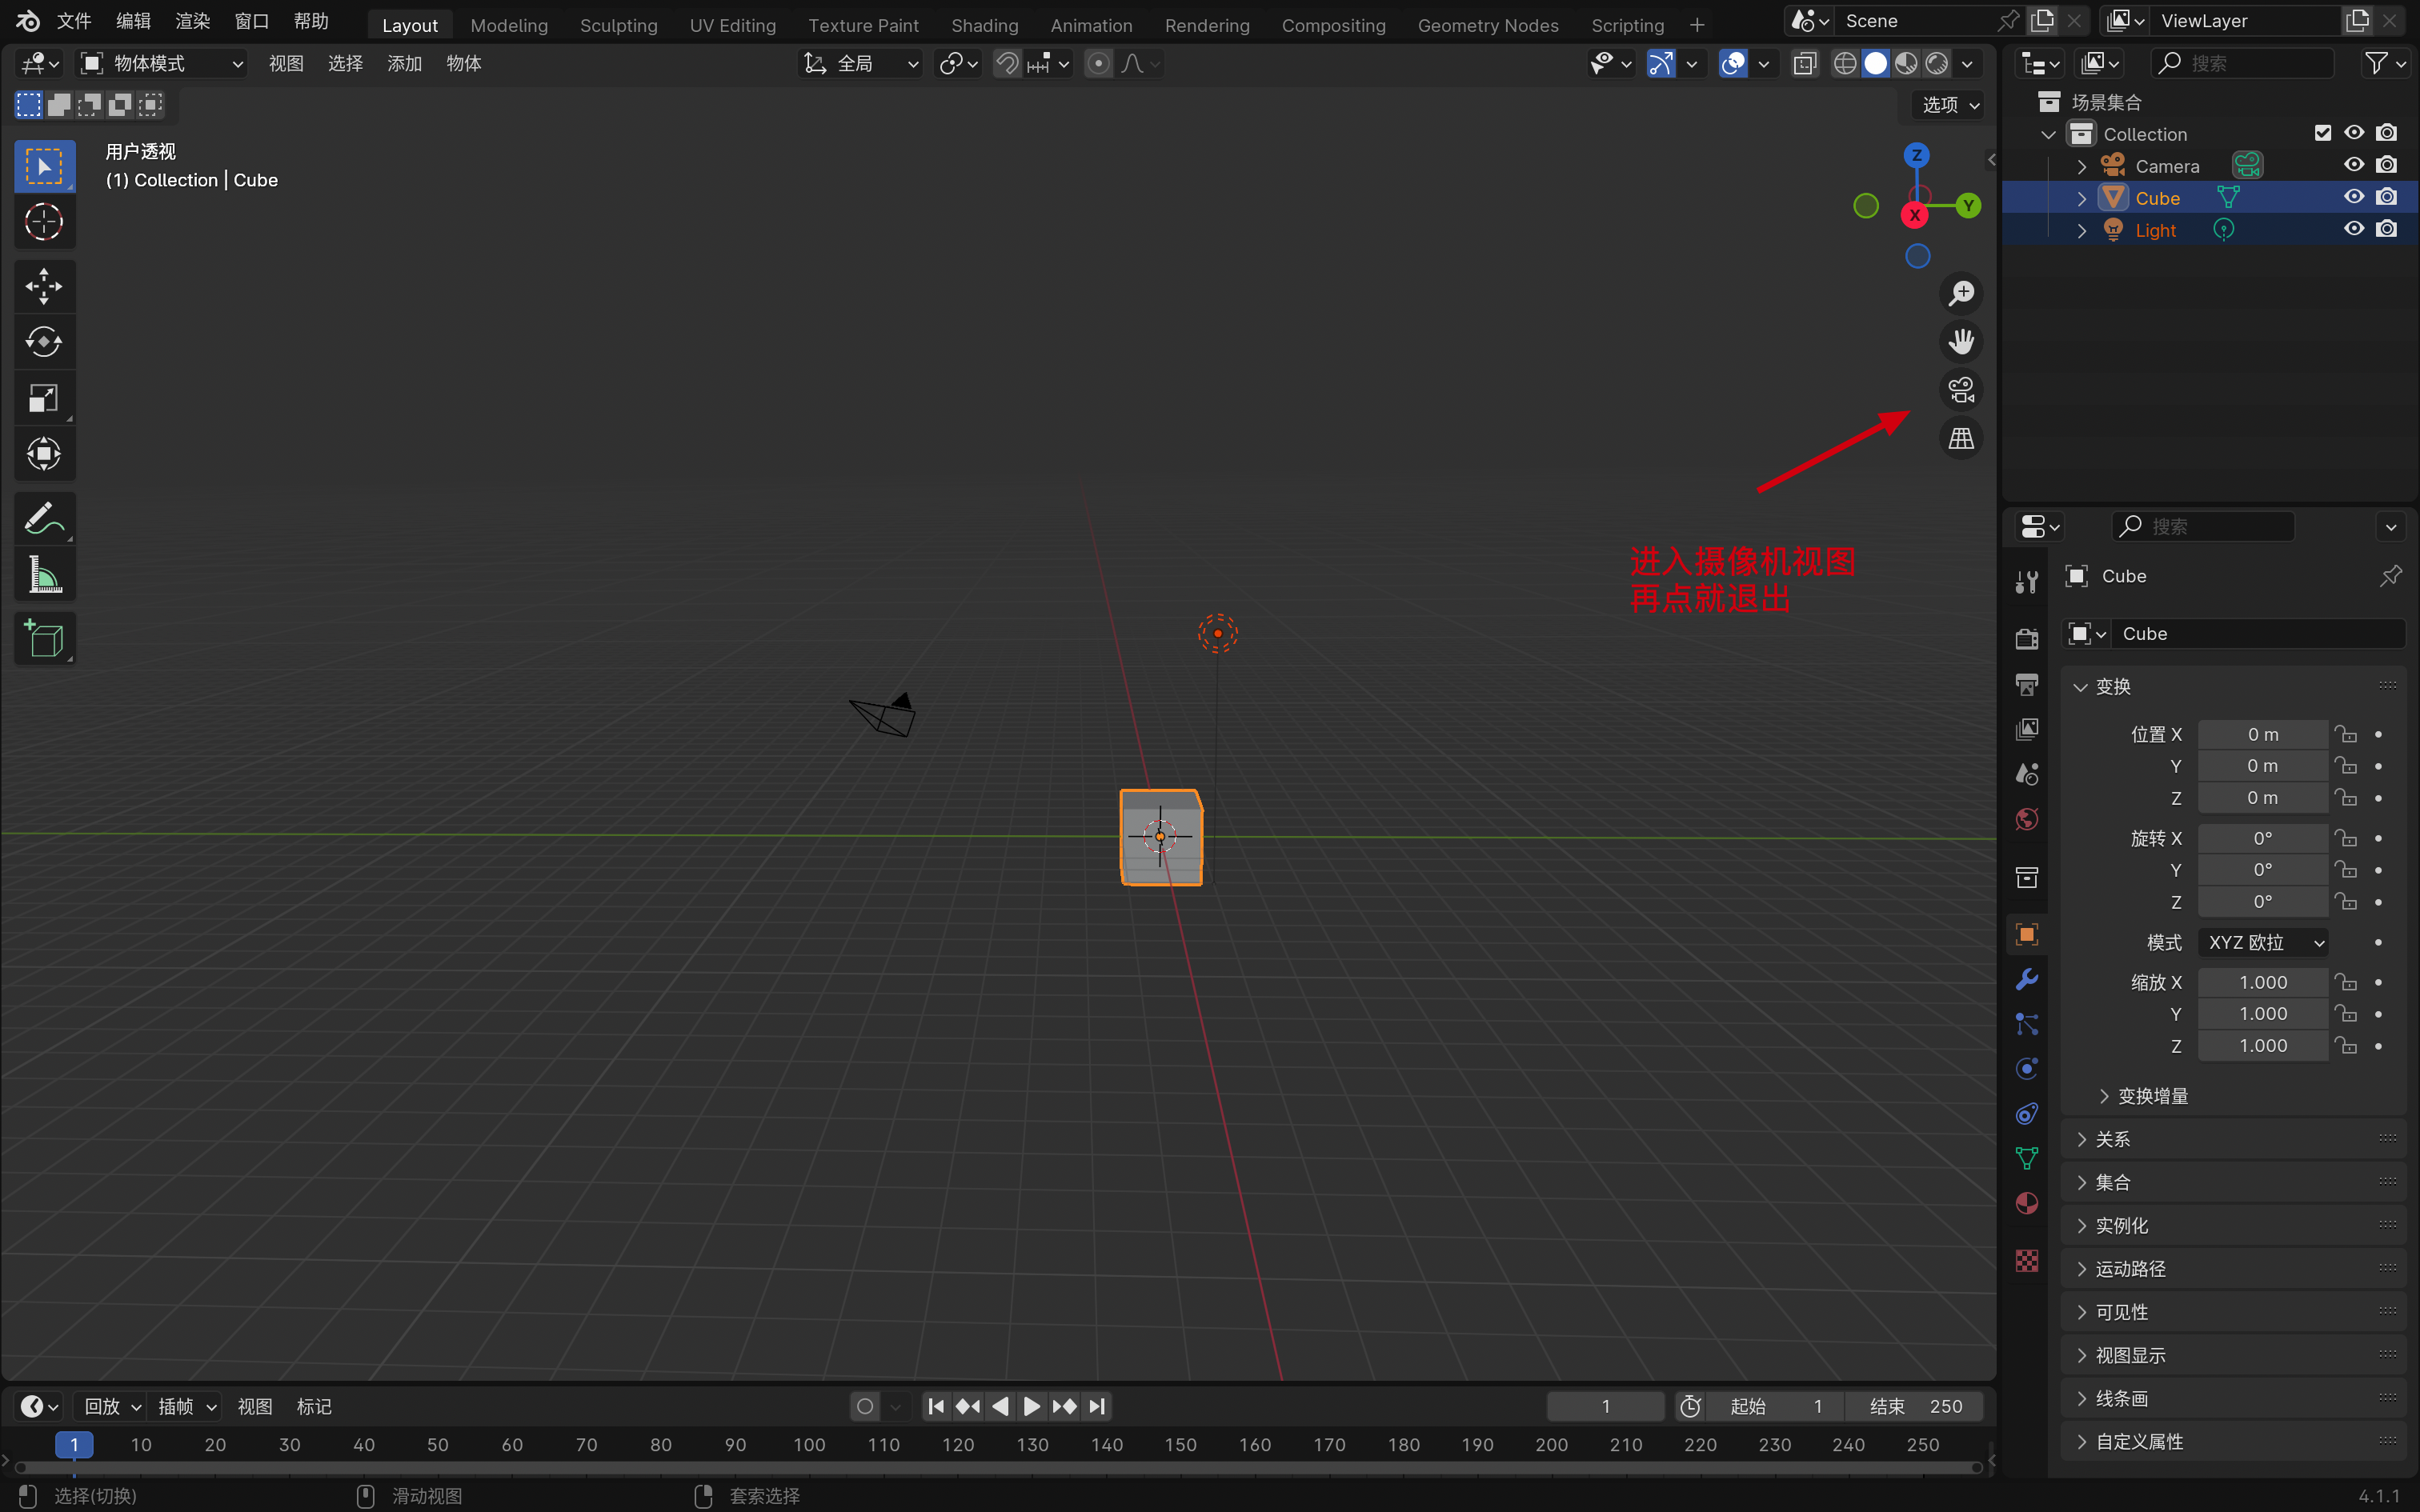 文件 编辑 渲染 窗口 帮助 Layout Modeling Sculpting UV Editing Texture Paint Shading Animation Rendering Compositing Geometry Nodes Scripting + Scene ViewLayer
物体模式 视图 选择 添加 物体 全局 搜索
选项
用户透视
(1) Collection | Cube
Z
Y
X
场景集合
Collection
Camera
Cube
Light
进入摄像机视图
再点就退出
搜索
Cube
Cube
变换
位置 X 0 m
Y 0 m
Z 0 m
旋转 X 0°
Y 0°
Z 0°
模式 XYZ 欧拉
缩放 X 1.000
Y 1.000
Z 1.000
变换增量
关系
集合
实例化
运动路径
可见性
视图显示
线条画
自定义属性
回放 插帧 视图 标记 1 起始 1 结束 250
1 10 20 30 40 50 60 70 80 90 100 110 120 130 140 150 160 170 180 190 200 210 220 230 240 250
选择(切换) 滑动视图 套索选择 4.1.1